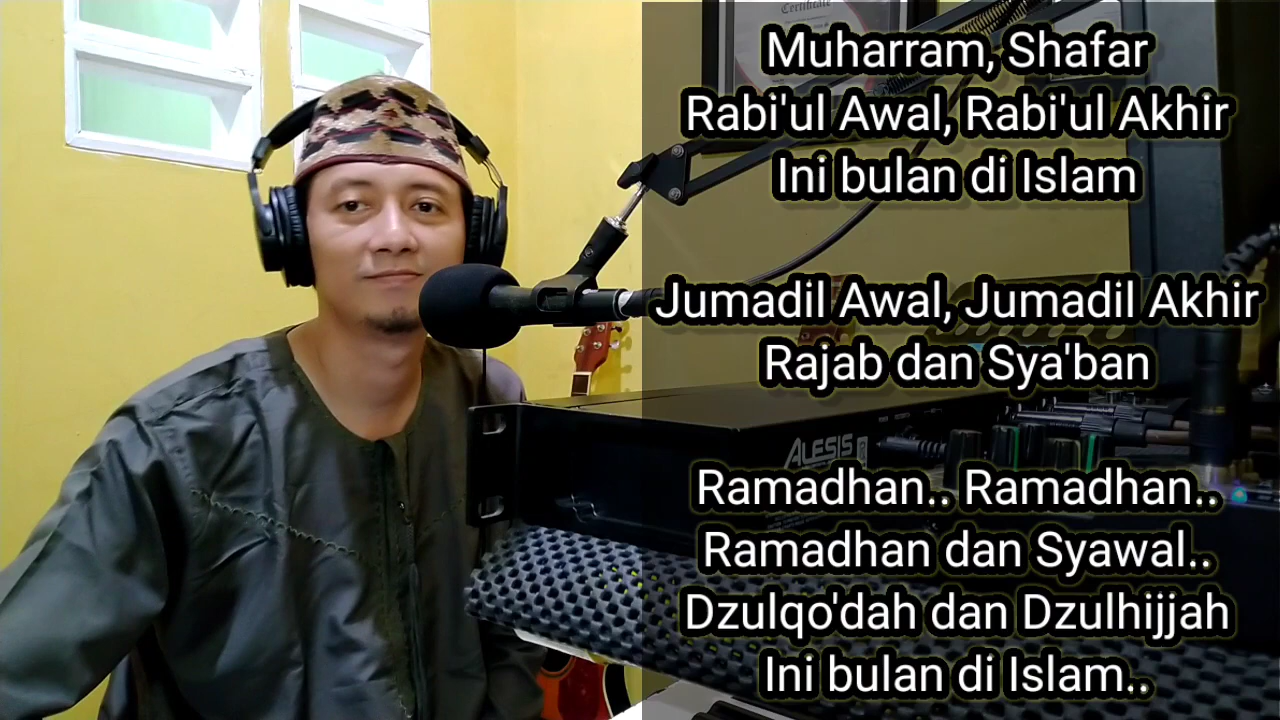 Certificate
Muharram, Shafar
Rabi'ul Awal, Rabi'ul Akhir
Ini bulan di Islam
Jumadil Awal, Jumadil Akhir
Rajab dan Sya'ban
ALESIS
Ramadhan.. Ramadhan..
Ramadhan dan Syawal..
Dzulqo'dah dan Dzulhijjah
Ini bulan di Islam..